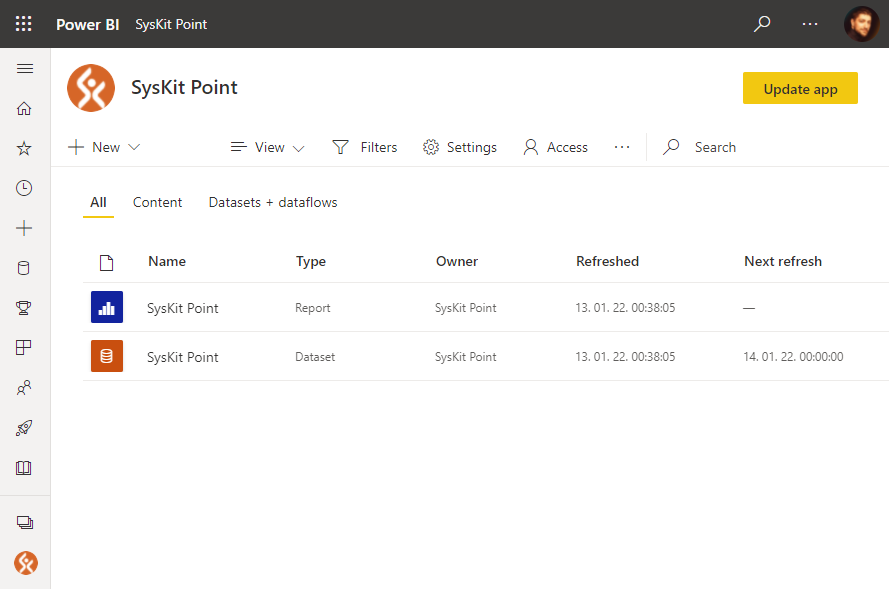 Power BI SysKit Point
SysKit Point
Update app
New View Filters Settings Access Search
All Content Datasets + dataflows
Name Type Owner Refreshed Next refresh
SysKit Point Report SysKit Point 13. 01. 22. 00:38:05 —
SysKit Point Dataset SysKit Point 13. 01. 22. 00:38:05 14. 01. 22. 00:00:00